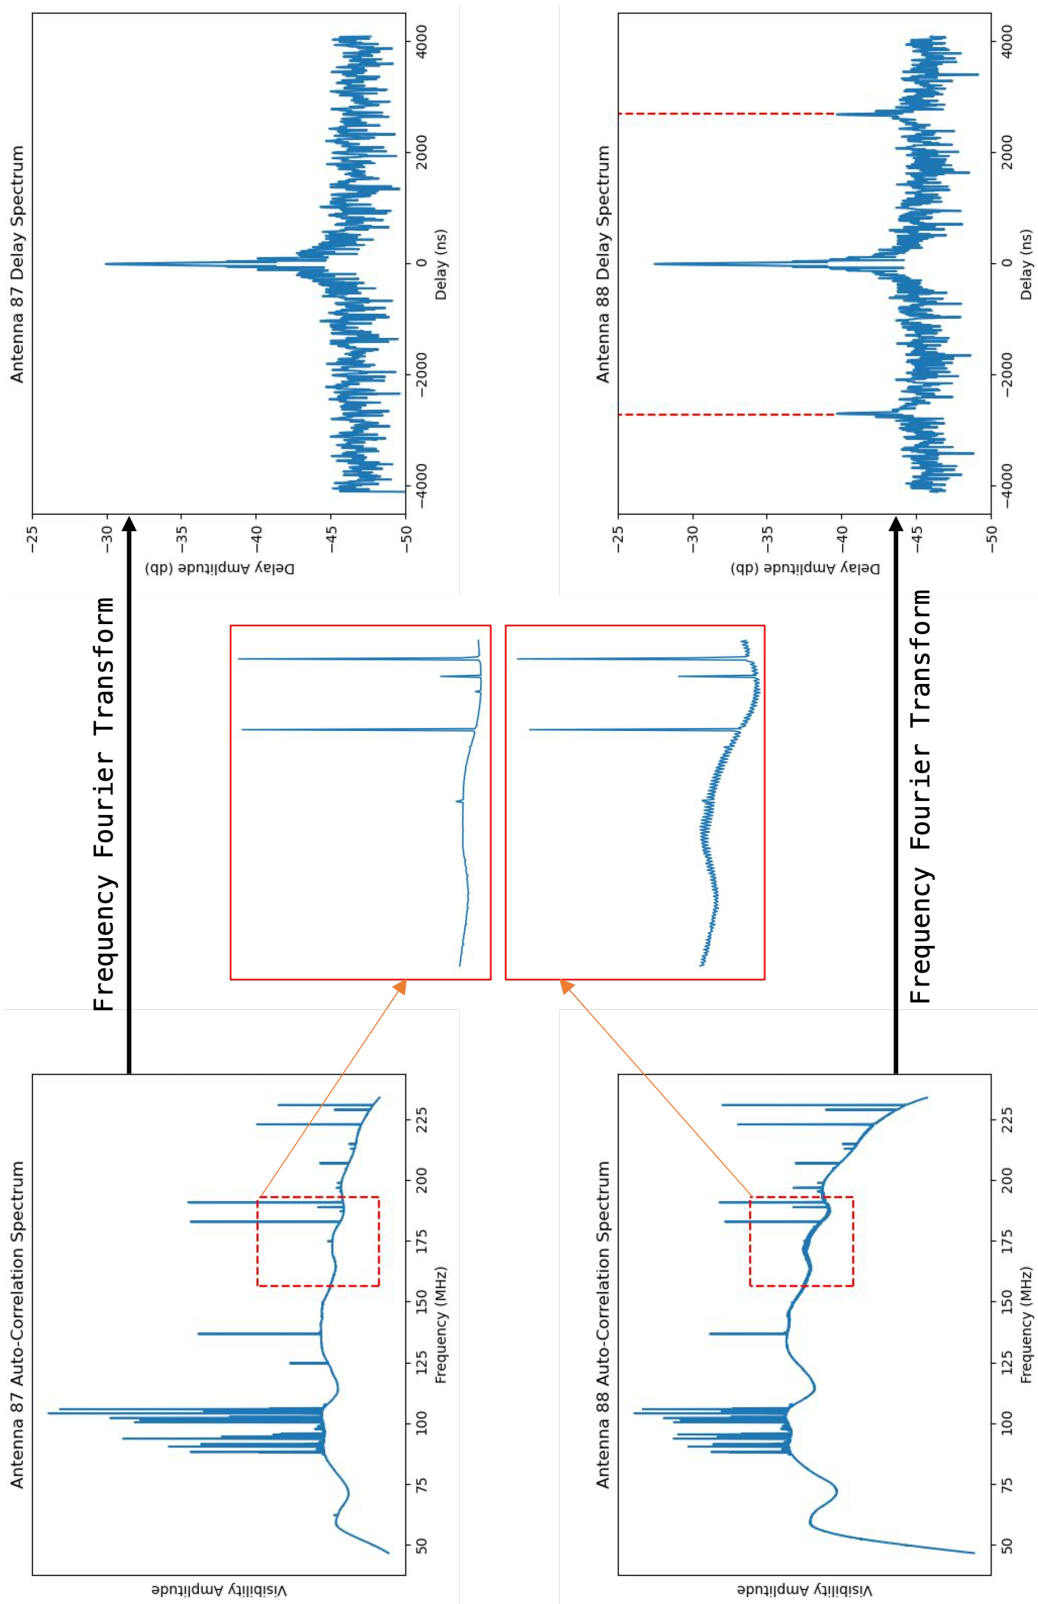 Antenna 87 Auto-Correlation Spectrum
Visibility Amplitude
50 75 100 125 150 175 200 225
Frequency (MHz)
Frequency Fourier Transform
Antenna 87 Delay Spectrum
Delay Amplitude (db)
−25
−30
−35
−40
−45
−50
−4000 −2000 0 2000 4000
Delay (ns)
Antenna 88 Auto-Correlation Spectrum
Visibility Amplitude
50 75 100 125 150 175 200 225
Frequency (MHz)
Frequency Fourier Transform
Antenna 88 Delay Spectrum
Delay Amplitude (db)
−25
−30
−35
−40
−45
−50
−4000 −2000 0 2000 4000
Delay (ns)